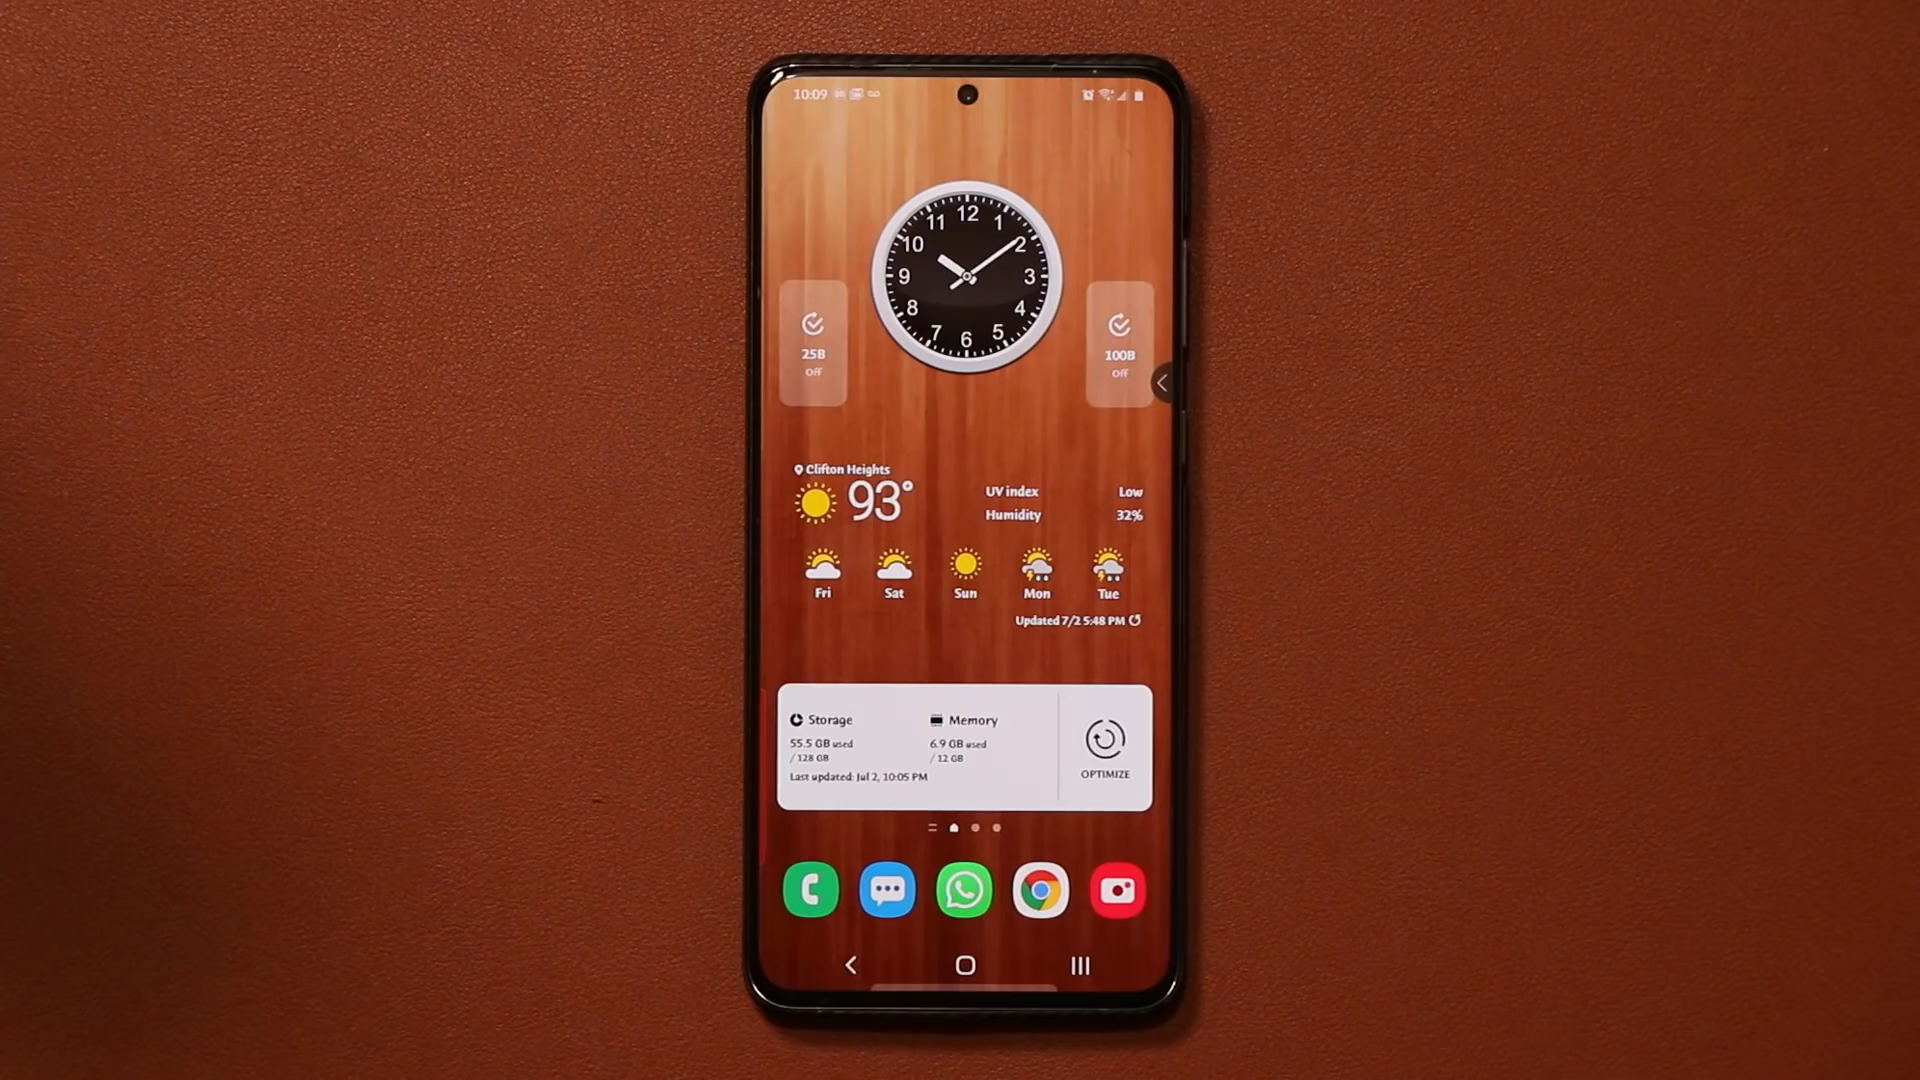 10:09
12
11 1
10 2
9 3
8 4
7 5
6
25B
Off
100B
Off
Clifton Heights
93°
UV index Low
Humidity 32%
Fri Sat Sun Mon Tue
Updated 7/2 5:48 PM
Storage Memory
55.5 GB used 6.9 GB used
/ 128 GB / 12 GB
Last updated: Jul 2, 10:05 PM
OPTIMIZE